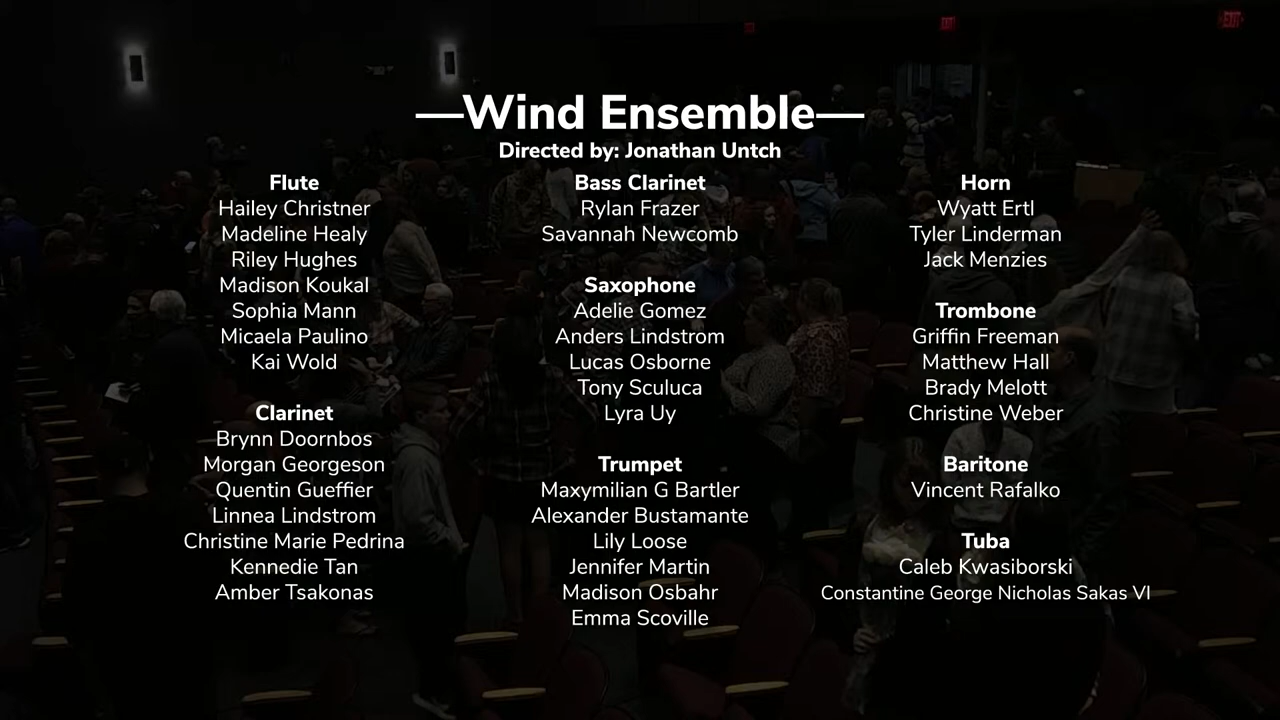 —Wind Ensemble—
Directed by: Jonathan Untch
Flute
Hailey Christner
Madeline Healy
Riley Hughes
Madison Koukal
Sophia Mann
Micaela Paulino
Kai Wold
Clarinet
Brynn Doornbos
Morgan Georgeson
Quentin Gueffier
Linnea Lindstrom
Christine Marie Pedrina
Kennedie Tan
Amber Tsakonas
Bass Clarinet
Rylan Frazer
Savannah Newcomb
Saxophone
Adelie Gomez
Anders Lindstrom
Lucas Osborne
Tony Sculuca
Lyra Uy
Trumpet
Maxymilian G Bartler
Alexander Bustamante
Lily Loose
Jennifer Martin
Madison Osbahr
Emma Scoville
Horn
Wyatt Ertl
Tyler Linderman
Jack Menzies
Trombone
Griffin Freeman
Matthew Hall
Brady Melott
Christine Weber
Baritone
Vincent Rafalko
Tuba
Caleb Kwasiborski
Constantine George Nicholas Sakas VI